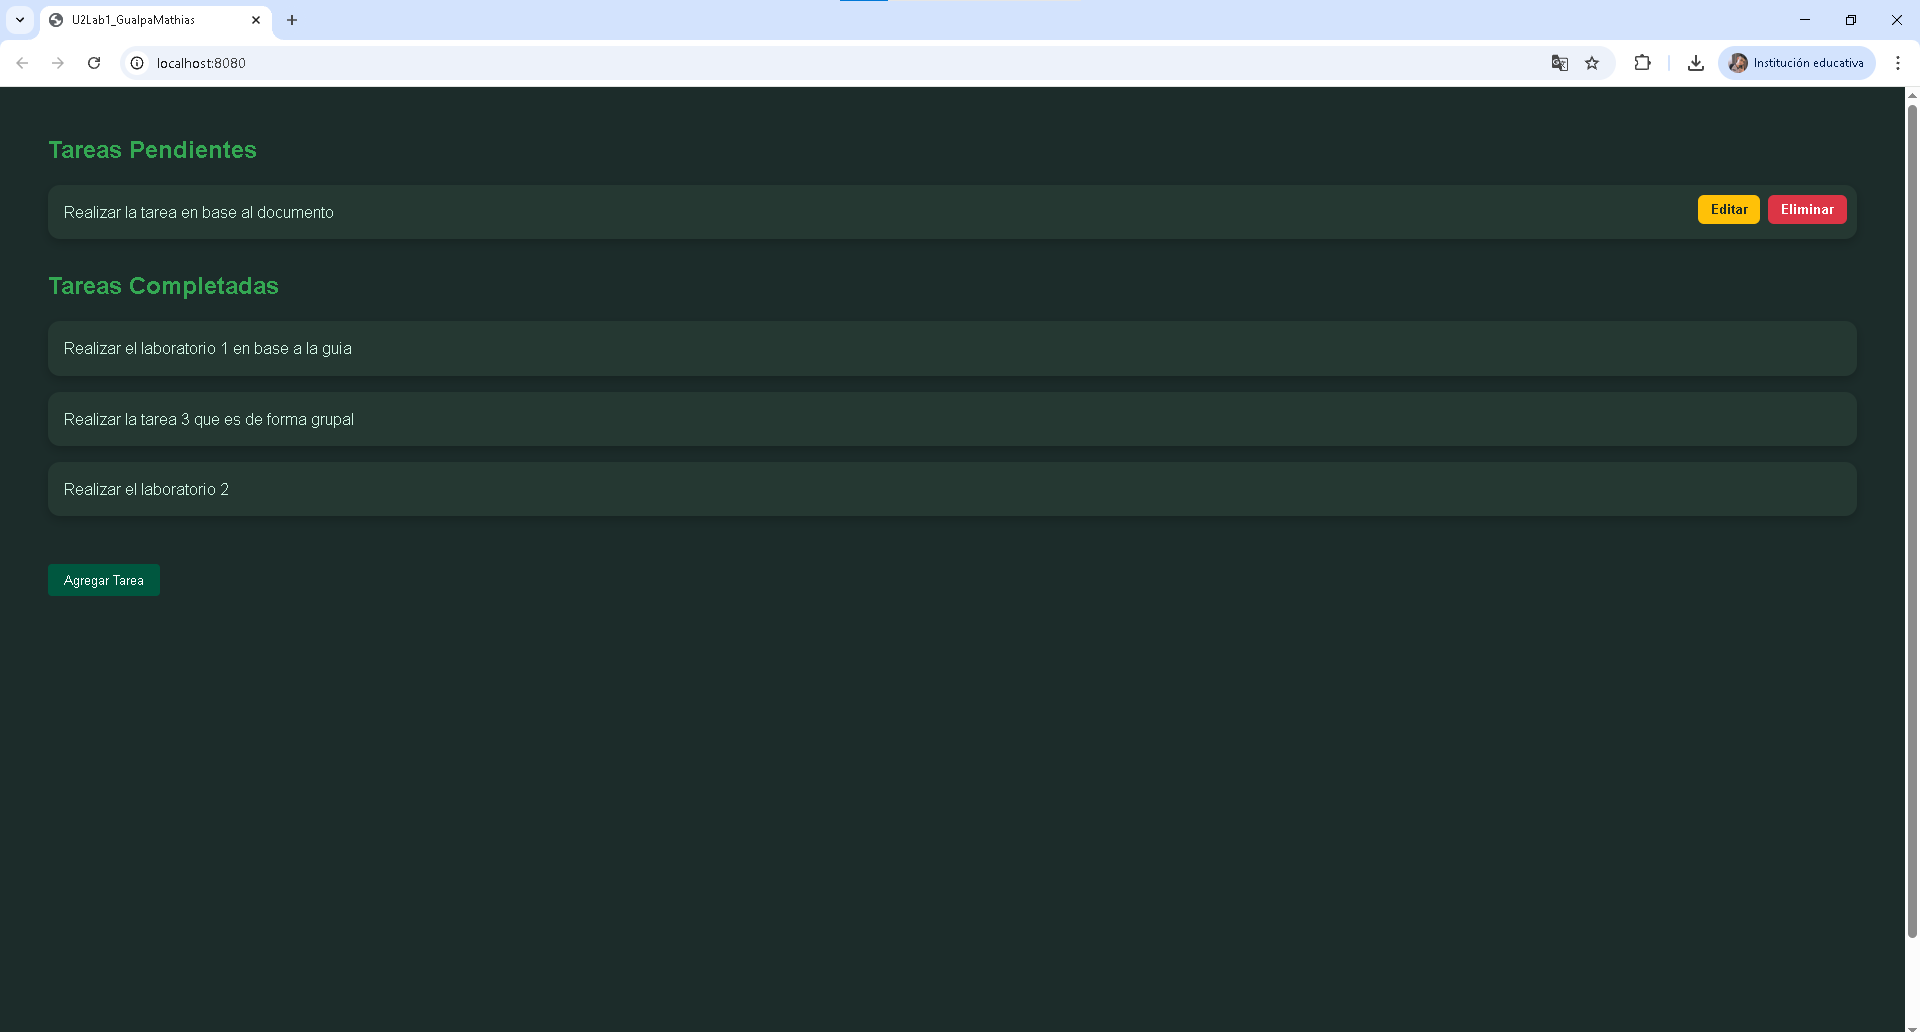 U2Lab1_GualpaMathias
localhost:8080
Institución educativa
Tareas Pendientes
Realizar la tarea en base al documento
Editar
Eliminar
Tareas Completadas
Realizar el laboratorio 1 en base a la guia
Realizar la tarea 3 que es de forma grupal
Realizar el laboratorio 2
Agregar Tarea